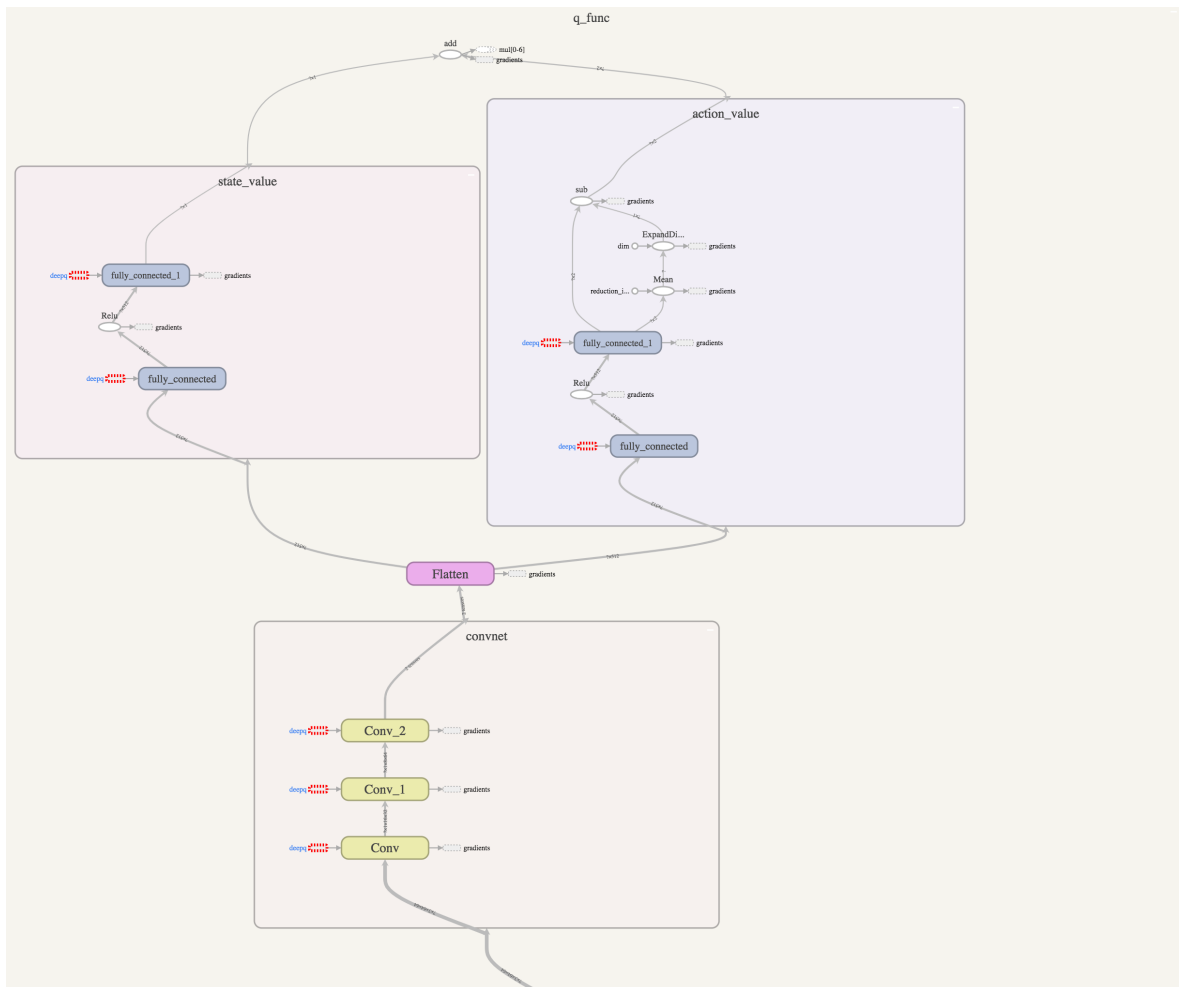 q_func
add
mul[0-6]
gradients
action_value
state_value
sub
gradients
ExpandDi...
dim
gradients
deepq
fully_connected_1
gradients
Mean
reduction_i...
gradients
Relu
gradients
deepq
fully_connected_1
gradients
deepq
fully_connected
Relu
gradients
deepq
fully_connected
Flatten
gradients
convnet
deepq
Conv_2
gradients
deepq
Conv_1
gradients
deepq
Conv
gradients